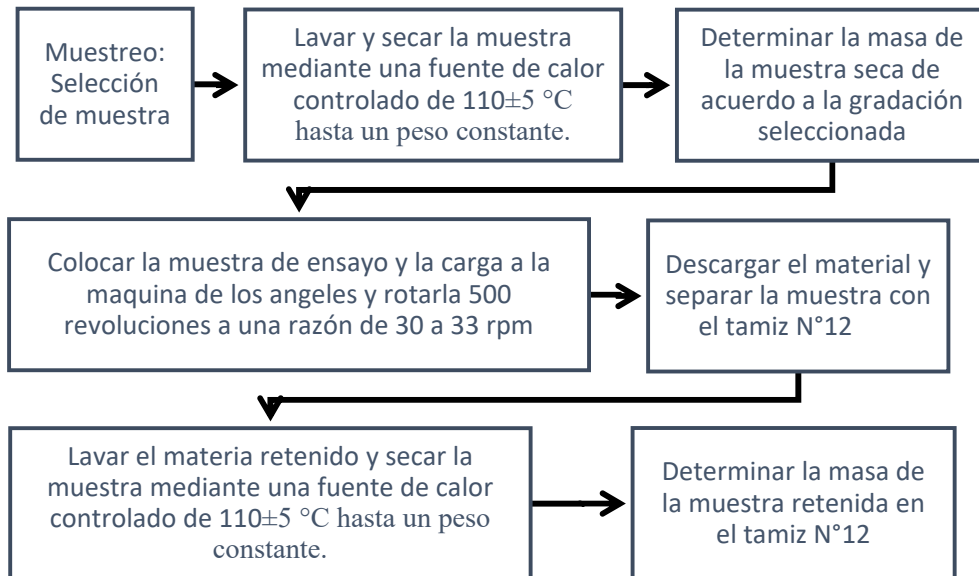 Muestreo:
Selección
de muestra
Lavar y secar la muestra
mediante una fuente de calor
controlado de 110±5 °C
hasta un peso constante.
Determinar la masa de
la muestra seca de
acuerdo a la gradación
seleccionada
Colocar la muestra de ensayo y la carga a la
maquina de los angeles y rotarla 500
revoluciones a una razón de 30 a 33 rpm
Descargar el material y
separar la muestra con
el tamiz N°12
Lavar el materia retenido y secar la
muestra mediante una fuente de calor
controlado de 110±5 °C hasta un peso
constante.
Determinar la masa de
la muestra retenida en
el tamiz N°12